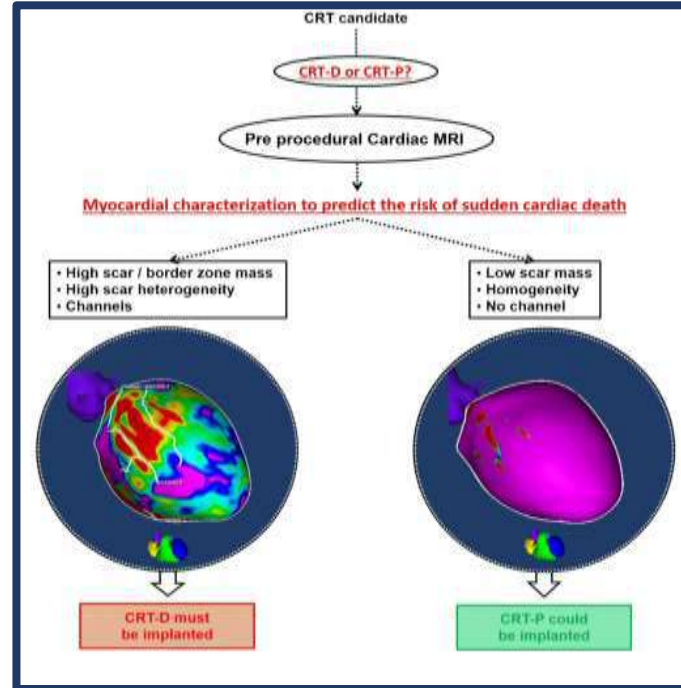 CRT candidate
CRT-D or CRT-P?
Pre procedural Cardiac MRI
Myocardial characterization to predict the risk of sudden cardiac death
• High scar / border zone mass
• High scar heterogeneity
• Channels
• Low scar mass
• Homogeneity
• No channel
CRT-D must
be implanted
CRT-P could
be implanted